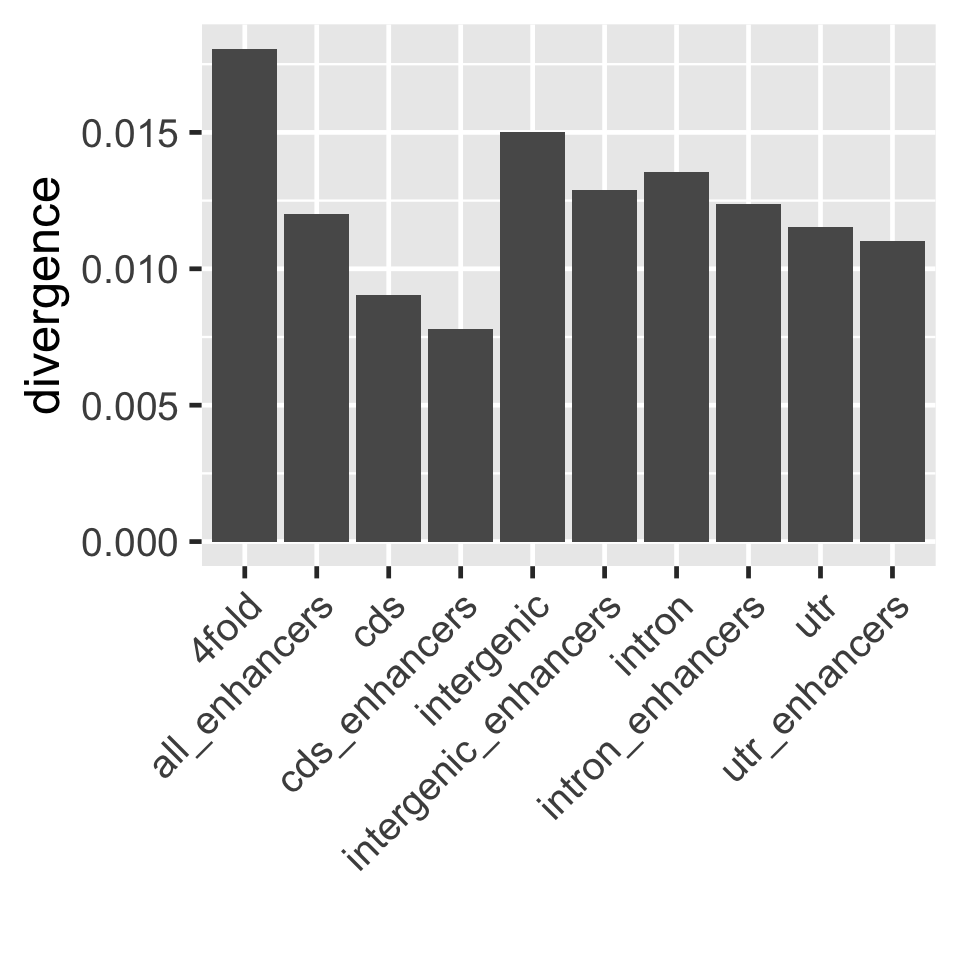 divergence
0.015
0.010
0.005
0.000
4fold
all_enhancers
cds
cds_enhancers
intergenic
intergenic_enhancers
intron
intron_enhancers
utr
utr_enhancers